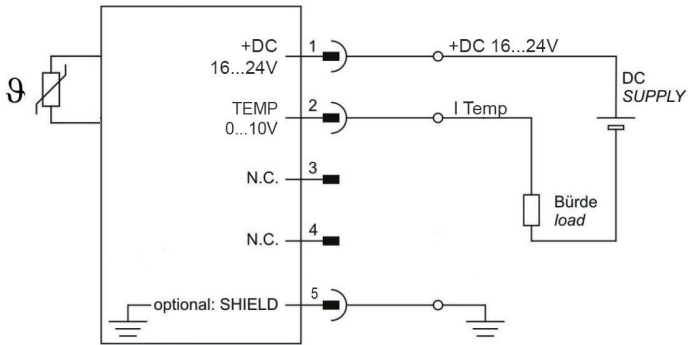 +DC
16...24V
1
+DC 16...24V
DC
SUPPLY
ϑ
TEMP
0...10V
2
I Temp
N.C.
3
Bürde
load
N.C.
4
optional: SHIELD
5